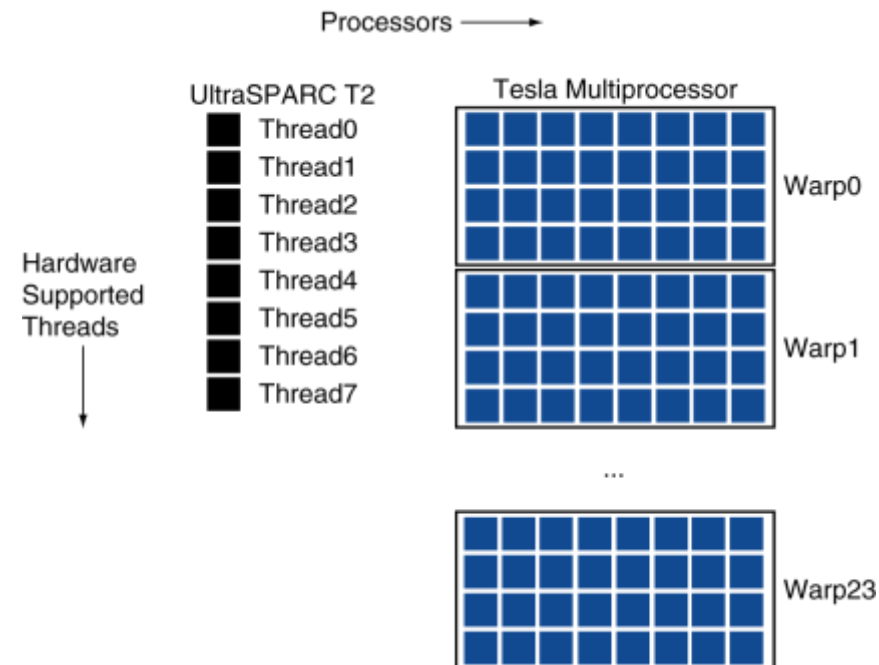 Processors
UltraSPARC T2
Tesla Multiprocessor
Thread0
Thread1
Thread2
Thread3
Thread4
Thread5
Thread6
Thread7
Hardware
Supported
Threads
Warp0
Warp1
...
Warp23